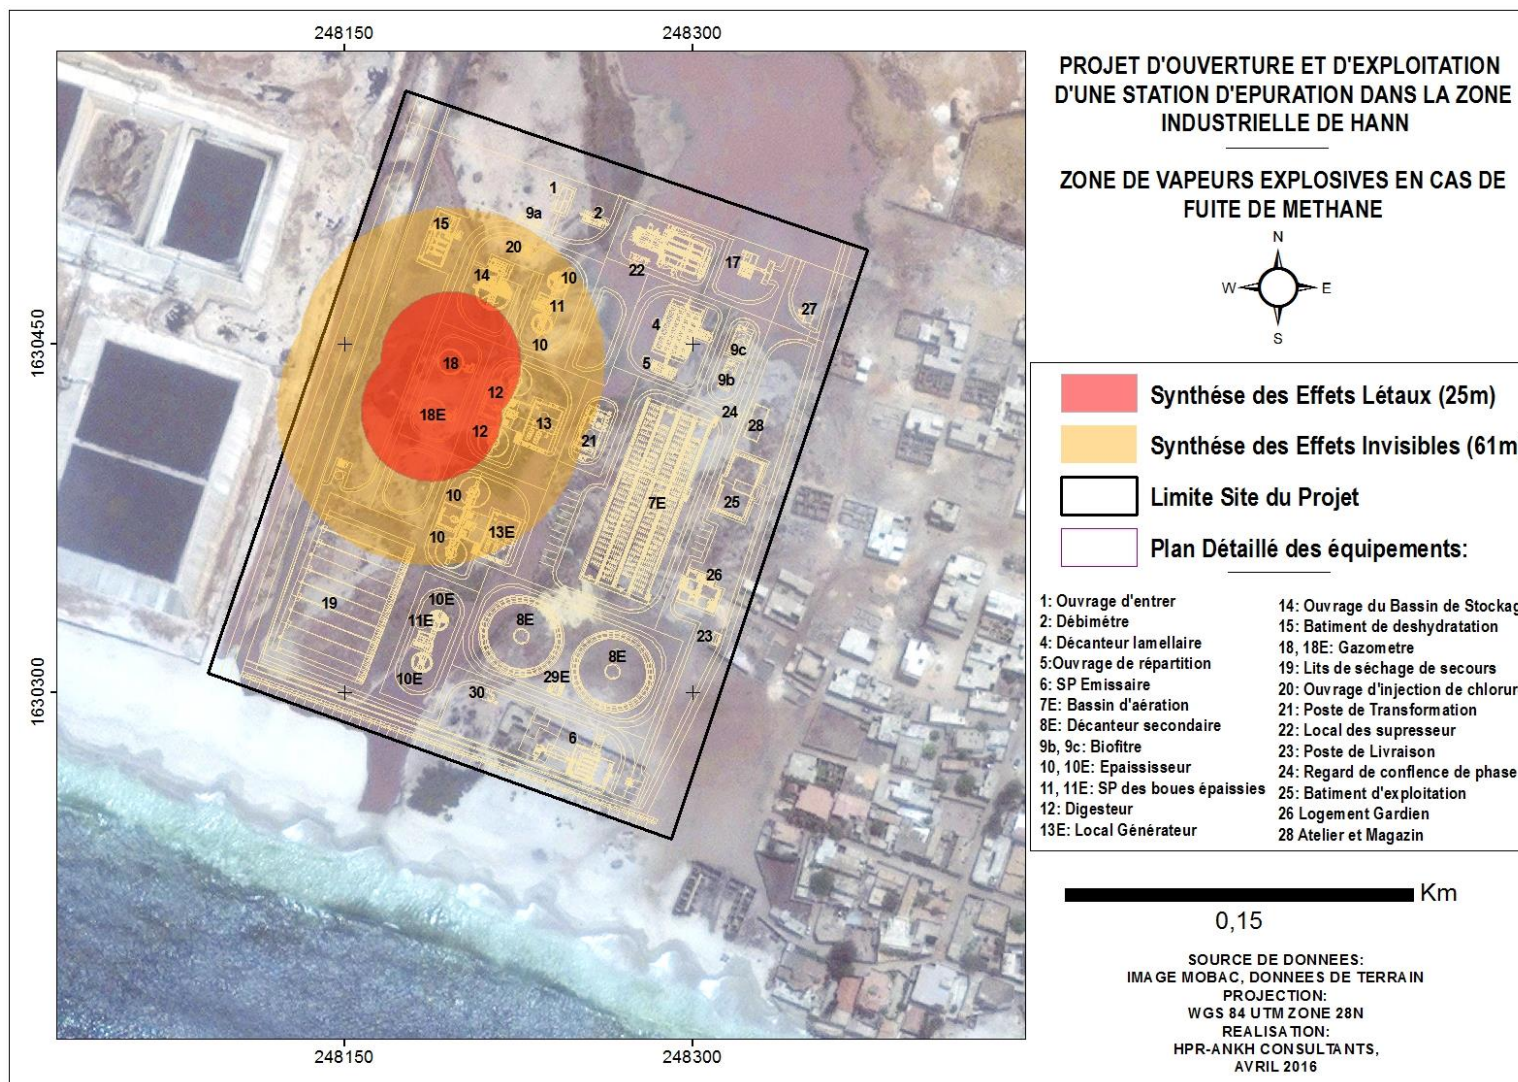 248150
248300
1630450
1630300
1
9a
2
15
20
14
10
11
10
22
17
27
4
5
9c
9b
18
12
18E
12
13
21
24
28
10
7E
25
13E
10
26
19
10E
11E
8E
23
8E
10E
29E
30
6
248150
248300
PROJET D'OUVERTURE ET D'EXPLOITATION
D'UNE STATION D'EPURATION DANS LA ZONE
INDUSTRIELLE DE HANN
ZONE DE VAPEURS EXPLOSIVES EN CAS DE
FUITE DE METHANE
N
W
E
S
Synthése des Effets Létaux (25m)
Synthése des Effets Invisibles (61m
Limite Site du Projet
Plan Détaillé des équipements:
1: Ouvrage d'entrer
2: Débimètre
4: Décanteur lamellaire
5:Ouvrage de répartition
6: SP Emissaire
7E: Bassin d'aération
8E: Décanteur secondaire
9b, 9c: Biofitre
10, 10E: Epaississeur
11, 11E: SP des boues épaissies
12: Digesteur
13E: Local Générateur
14: Ouvrage du Bassin de Stockag
15: Batiment de deshydratation
18, 18E: Gazometre
19: Lits de séchage de secours
20: Ouvrage d'injection de chlorur
21: Poste de Transformation
22: Local des supresseur
23: Poste de Livraison
24: Regard de conflence de phase
25: Batiment d'exploitation
26 Logement Gardien
28 Atelier et Magazin
Km
0,15
SOURCE DE DONNEES:
IMAGE MOBAC, DONNEES DE TERRAIN
PROJECTION:
WGS 84 UTM ZONE 28N
REALISATION:
HPR-ANKH CONSULTANTS,
AVRIL 2016